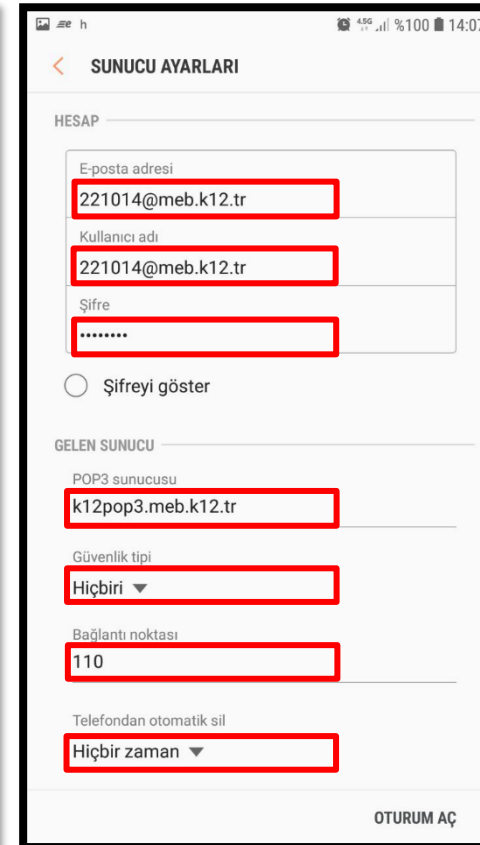 h 4.5G %100 14:07
SUNUCU AYARLARI
HESAP
E-posta adresi
221014@meb.k12.tr
Kullanıcı adı
221014@meb.k12.tr
Şifre
••••••••
Şifreyi göster
GELEN SUNUCU
POP3 sunucusu
k12pop3.meb.k12.tr
Güvenlik tipi
Hiçbiri
Bağlantı noktası
110
Telefondan otomatik sil
Hiçbir zaman
OTURUM AÇ